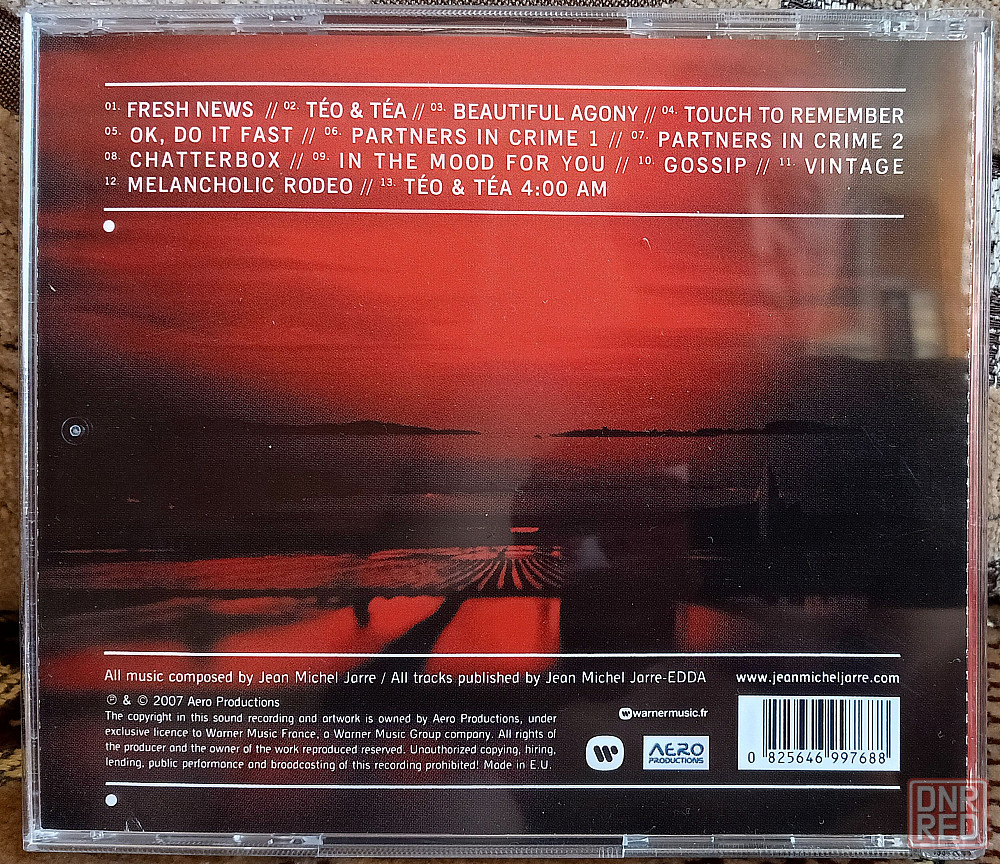 01. FRESH NEWS // 02. TÉO & TÉA // 03. BEAUTIFUL AGONY // 04. TOUCH TO REMEMBER
05. OK, DO IT FAST // 06. PARTNERS IN CRIME 1 // 07. PARTNERS IN CRIME 2
08. CHATTERBOX // 09. IN THE MOOD FOR YOU // 10. GOSSIP // 11. VINTAGE
12. MELANCHOLIC RODEO // 13. TÉO & TÉA 4:00 AM
All music composed by Jean Michel Jarre / All tracks published by Jean Michel Jarre-EDDA
www.jeanmicheljarre.com
℗ & © 2007 Aero Productions
The copyright in this sound recording and artwork is owned by Aero Productions, under
exclusive licence to Warner Music France, a Warner Music Group company. All rights of
the producer and the owner of the work reproduced reserved. Unauthorized copying, hiring,
lending, public performance and broadcasting of this recording prohibited! Made in E.U.
warnermusic.fr
AERO
PRODUCTIONS
0 825646 997688
DNR
RED